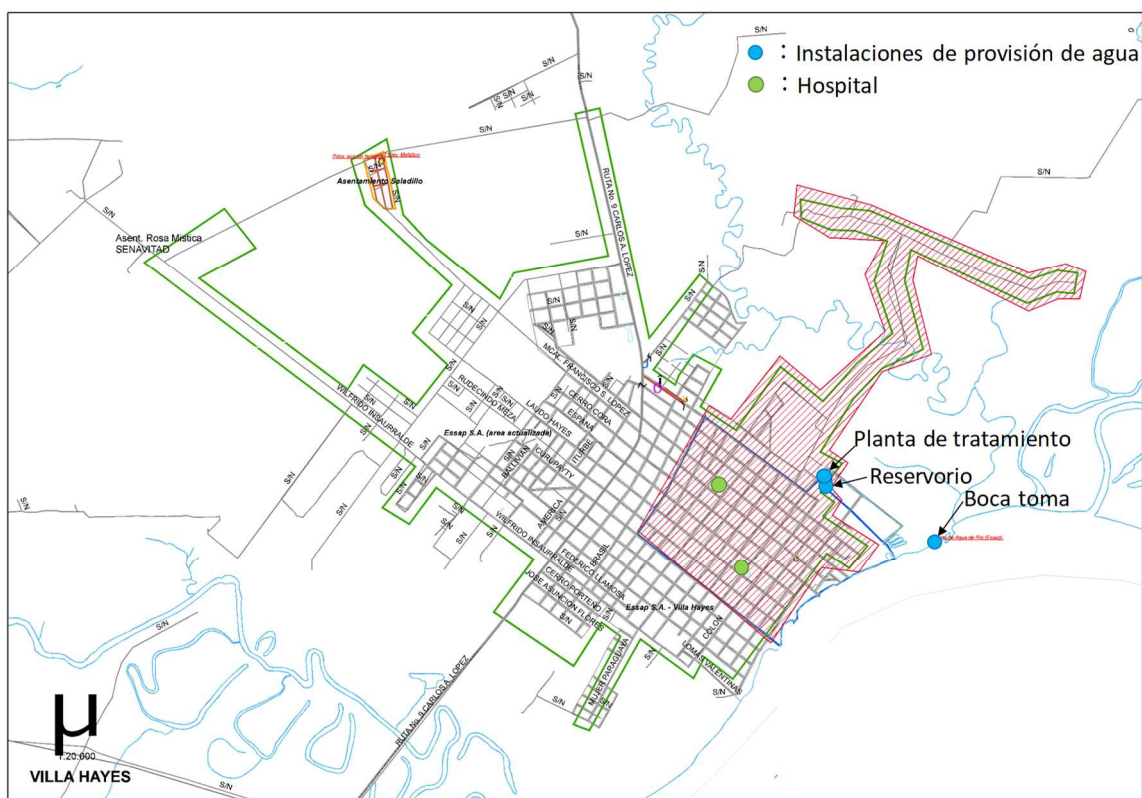 : Instalaciones de provisión de agua
: Hospital
S/N
S/N
S/N
S/N
S/N
S/N
S/N
S/N
S/N
Asentamiento Saladillo
S/N
S/N
RUTA No. 9 CARLOS A. LOPEZ
S/N
Asent. Rosa Mistica
SENAVITAD
S/N
S/N
S/N
S/N
S/N
S/N
MCAL. FRANCISCO S. LOPEZ
S/N
S/N
RUDECINDO MEZA
CERRO CORA
ESPAÑA
LAUDO HAYES
ITURBE
WILFRIDO INSAURRALDE
S/N
S/N
Essap S.A. (area actualizada)
CURUPAYTY
BALLIVIAN
Planta de tratamiento
Reservorio
Boca toma
S/N
S/N
S/N
AMERICA
S/N
WILFRIDO INSAURRALDE
BRASIL
FEDERICO LLAMOSA
CERRO PORTEÑO
JOSE ASUNCION FLORES
S/N
S/N
Essap S.A. - Villa Hayes
COLON
LOMAS VALENTINAS
MUJER PARAGUAYA
S/N
S/N
RUTA No. 9 CARLOS A. LOPEZ
S/N
S/N
S/N
µ
1:20.000
VILLA HAYES